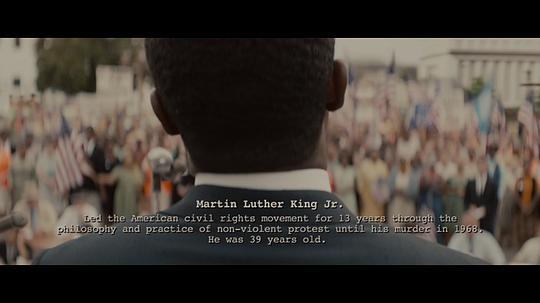 Martin Luther King Jr.
Led the American civil rights movement for 13 years through the
philosophy and practice of non-violent protest until his murder in 1968.
He was 39 years old.